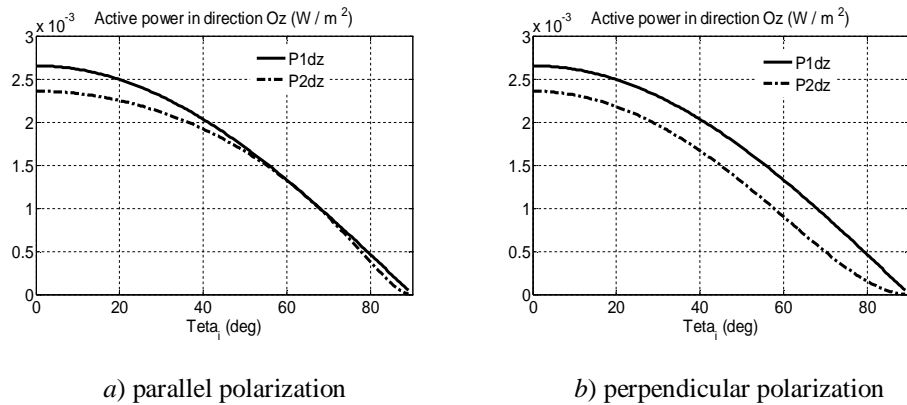 x 10⁻³ Active power in direction Oz (W / m²)
3
2.5
2
1.5
1
0.5
0
P1dz
P2dz
0 20 40 60 80
Teta_i (deg)
a) parallel polarization
x 10⁻³ Active power in direction Oz (W / m²)
3
2.5
2
1.5
1
0.5
0
P1dz
P2dz
0 20 40 60 80
Teta_i (deg)
b) perpendicular polarization